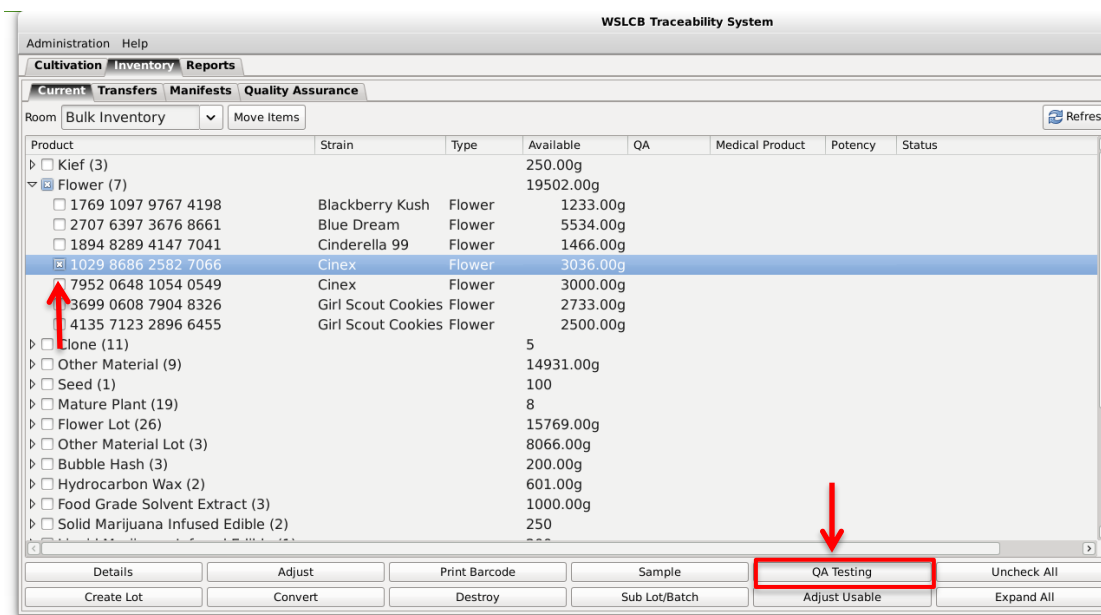 WSLCB Traceability System
Administration Help
Cultivation Inventory Reports
Current Transfers Manifests Quality Assurance
Room Bulk Inventory Move Items Refres
Product Strain Type Available QA Medical Product Potency Status
Kief (3) 250.00g
Flower (7) 19502.00g
1769 1097 9767 4198 Blackberry Kush Flower 1233.00g
2707 6397 3676 8661 Blue Dream Flower 5534.00g
1894 8289 4147 7041 Cinderella 99 Flower 1466.00g
1029 8686 2582 7066 Cinex Flower 3036.00g
7952 0648 1054 0549 Cinex Flower 3000.00g
3699 0608 7904 8326 Girl Scout Cookies Flower 2733.00g
4135 7123 2896 6455 Girl Scout Cookies Flower 2500.00g
Clone (11) 5
Other Material (9) 14931.00g
Seed (1) 100
Mature Plant (19) 8
Flower Lot (26) 15769.00g
Other Material Lot (3) 8066.00g
Bubble Hash (3) 200.00g
Hydrocarbon Wax (2) 601.00g
Food Grade Solvent Extract (3) 1000.00g
Solid Marijuana Infused Edible (2) 250
Details Adjust Print Barcode Sample QA Testing Uncheck All
Create Lot Convert Destroy Sub Lot/Batch Adjust Usable Expand All